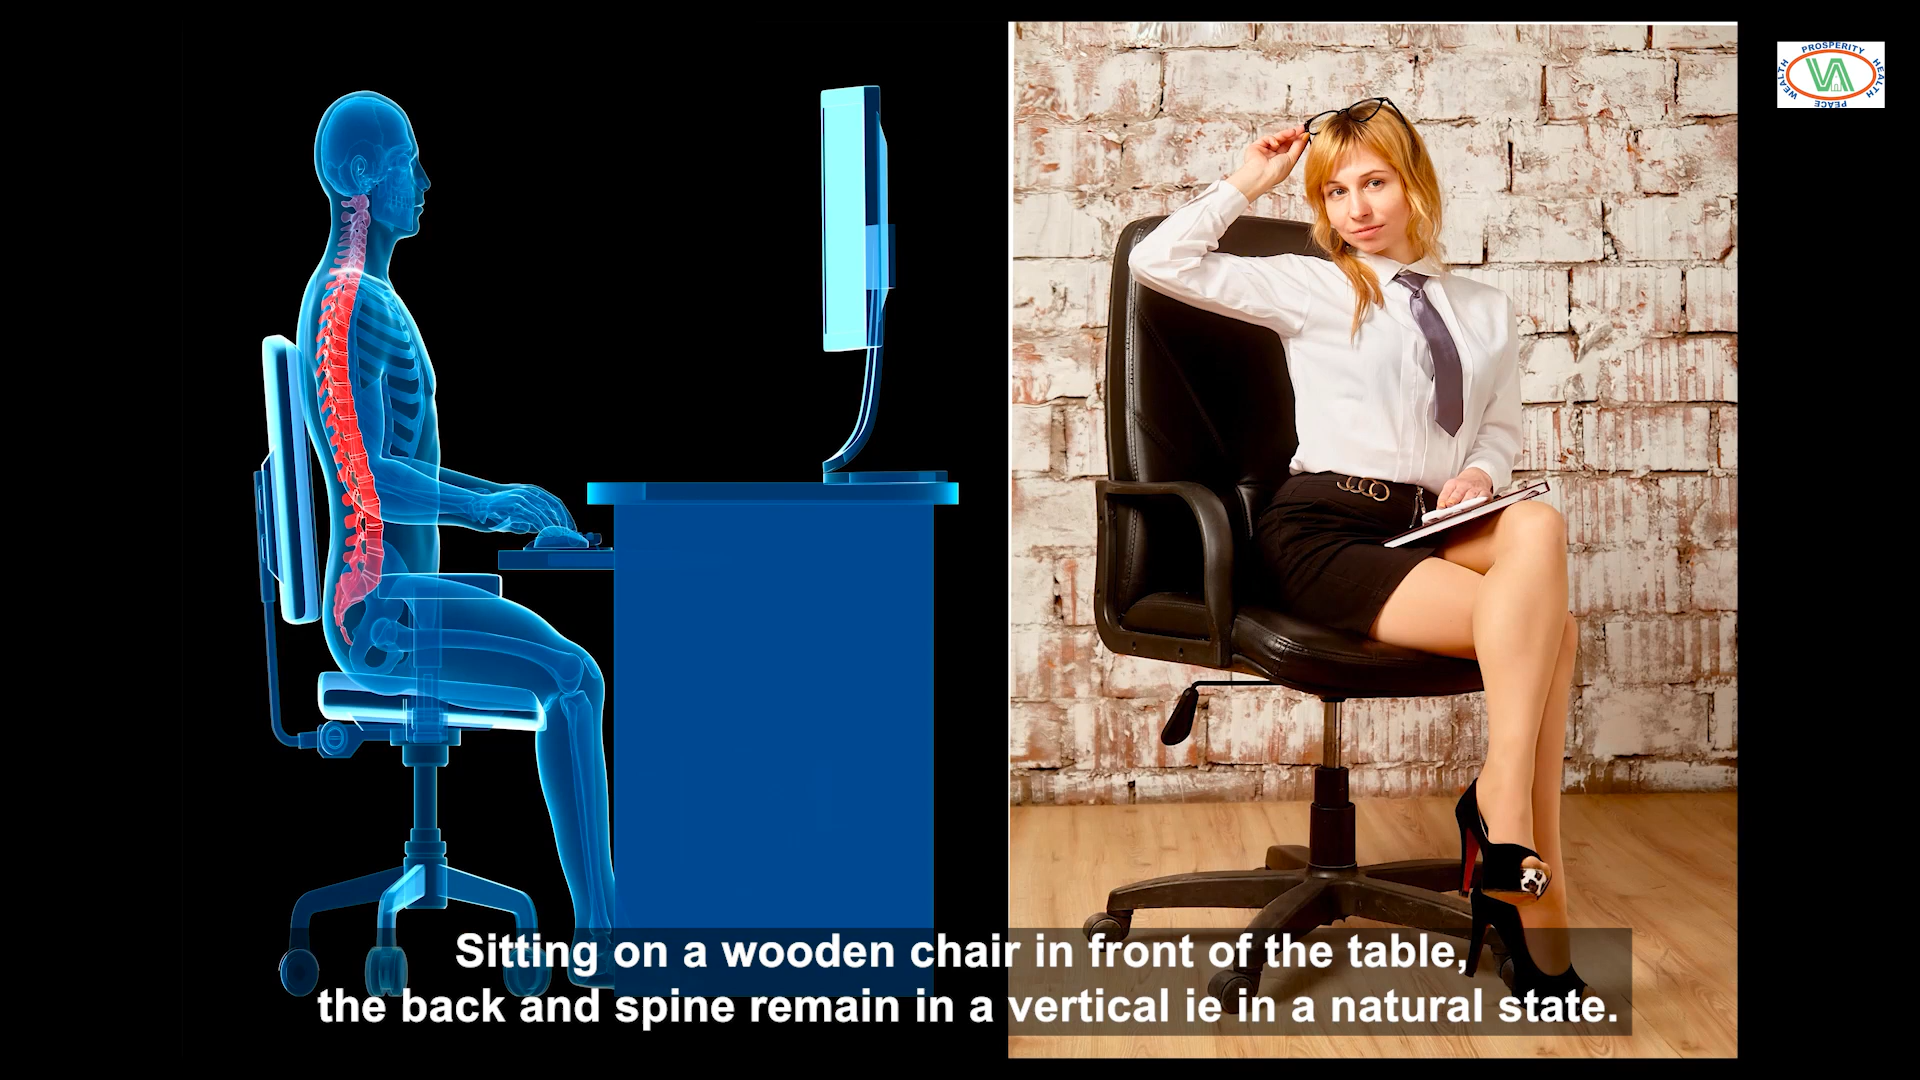 PROSPERITY
WEALTH
HEALTH
PEACE
VA
Sitting on a wooden chair in front of the table,
the back and spine remain in a vertical ie in a natural state.